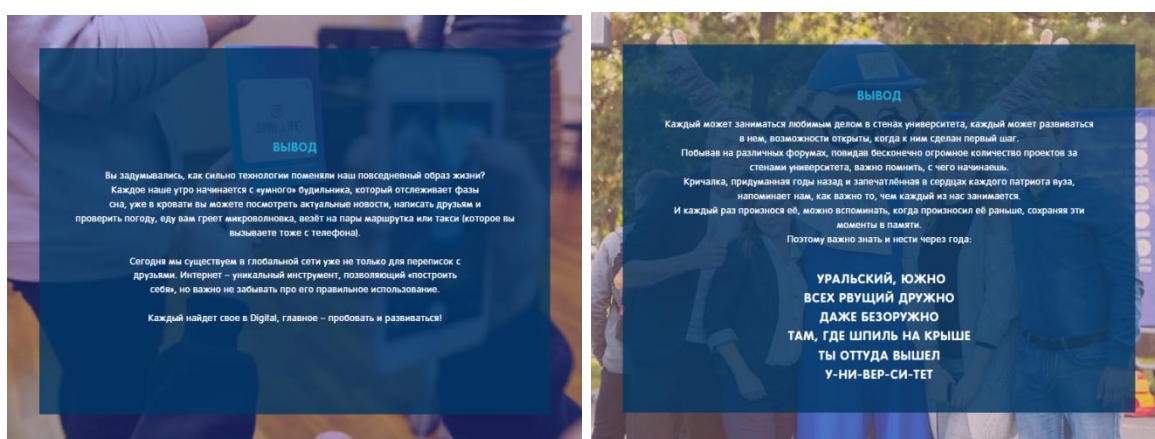 ВЫВОД
Вы задумывались, как сильно технологии поменяли наш повседневный образ жизни?
Каждое наше утро начинается с «умного» будильника, который отслеживает фазы
сна, уже в кровати вы можете посмотреть актуальные новости, написать друзьям и
проверить погоду, еду вам греет микроволновка, везёт на пары маршрутка или такси (которое вы
вызываете тоже с телефона).
Сегодня мы существуем в глобальной сети уже не только для переписок с
друзьями. Интернет – уникальный инструмент, позволяющий «построить
себя», но важно не забывать про его правильное использование.
Каждый найдет свое в Digital, главное – пробовать и развиваться!
ВЫВОД
Каждый может заниматься любимым делом в стенах университета, каждый может развиваться
в нем, возможности открыты, когда к ним сделан первый шаг.
Побывав на различных форумах, повидав бесконечно огромное количество проектов за
стенами университета, важно помнить, с чего начинаешь.
Кричалка, придуманная годы назад и запечатлённая в сердцах каждого патриота вуза,
напоминает нам, как важно то, чем каждый из нас занимается.
И каждый раз произнося её, можно вспоминать, когда произносил её раньше, сохраняя эти
моменты в памяти.
Поэтому важно знать и нести через года:
УРАЛЬСКИЙ, ЮЖНО
ВСЕХ РВУЩИЙ ДРУЖНО
ДАЖЕ БЕЗОРУЖНО
ТАМ, ГДЕ ШПИЛЬ НА КРЫШЕ
ТЫ ОТТУДА ВЫШЕЛ
У-НИ-ВЕР-СИ-ТЕТ